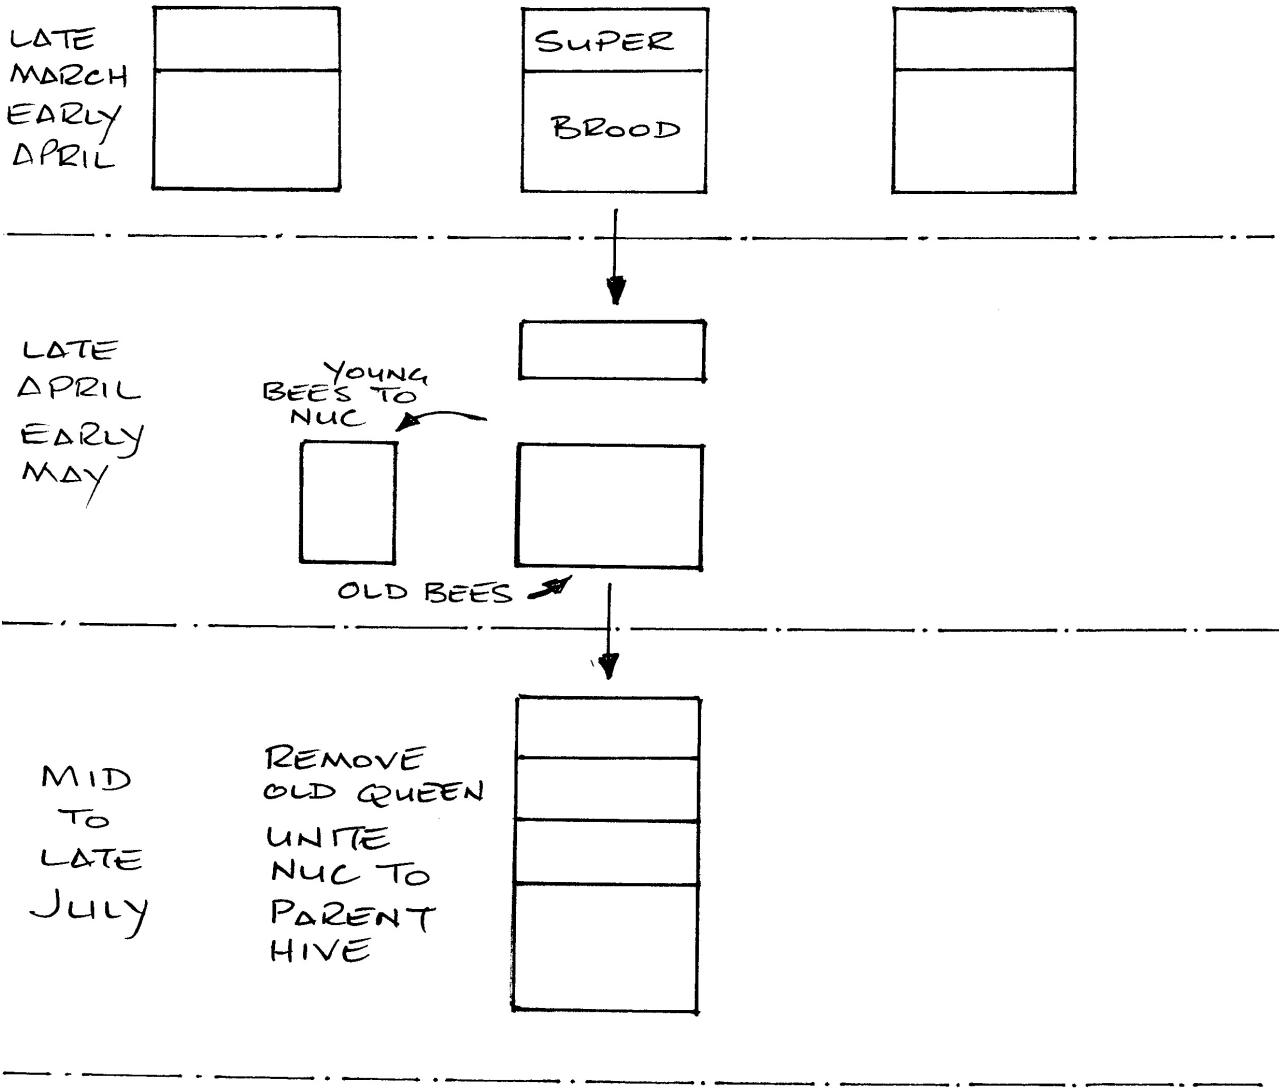 LATE
MARCH
EARLY
APRIL
SUPER
BROOD
LATE
APRIL
EARLY
MAY
YOUNG
BEES TO
NUC
OLD BEES
MID
TO
LATE
JULY
REMOVE
OLD QUEEN
UNITE
NUC TO
PARENT
HIVE